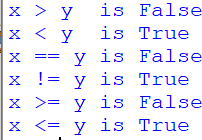 x > y  is False
x < y  is True
x == y is False
x != y is True
x >= y is False
x <= y is True